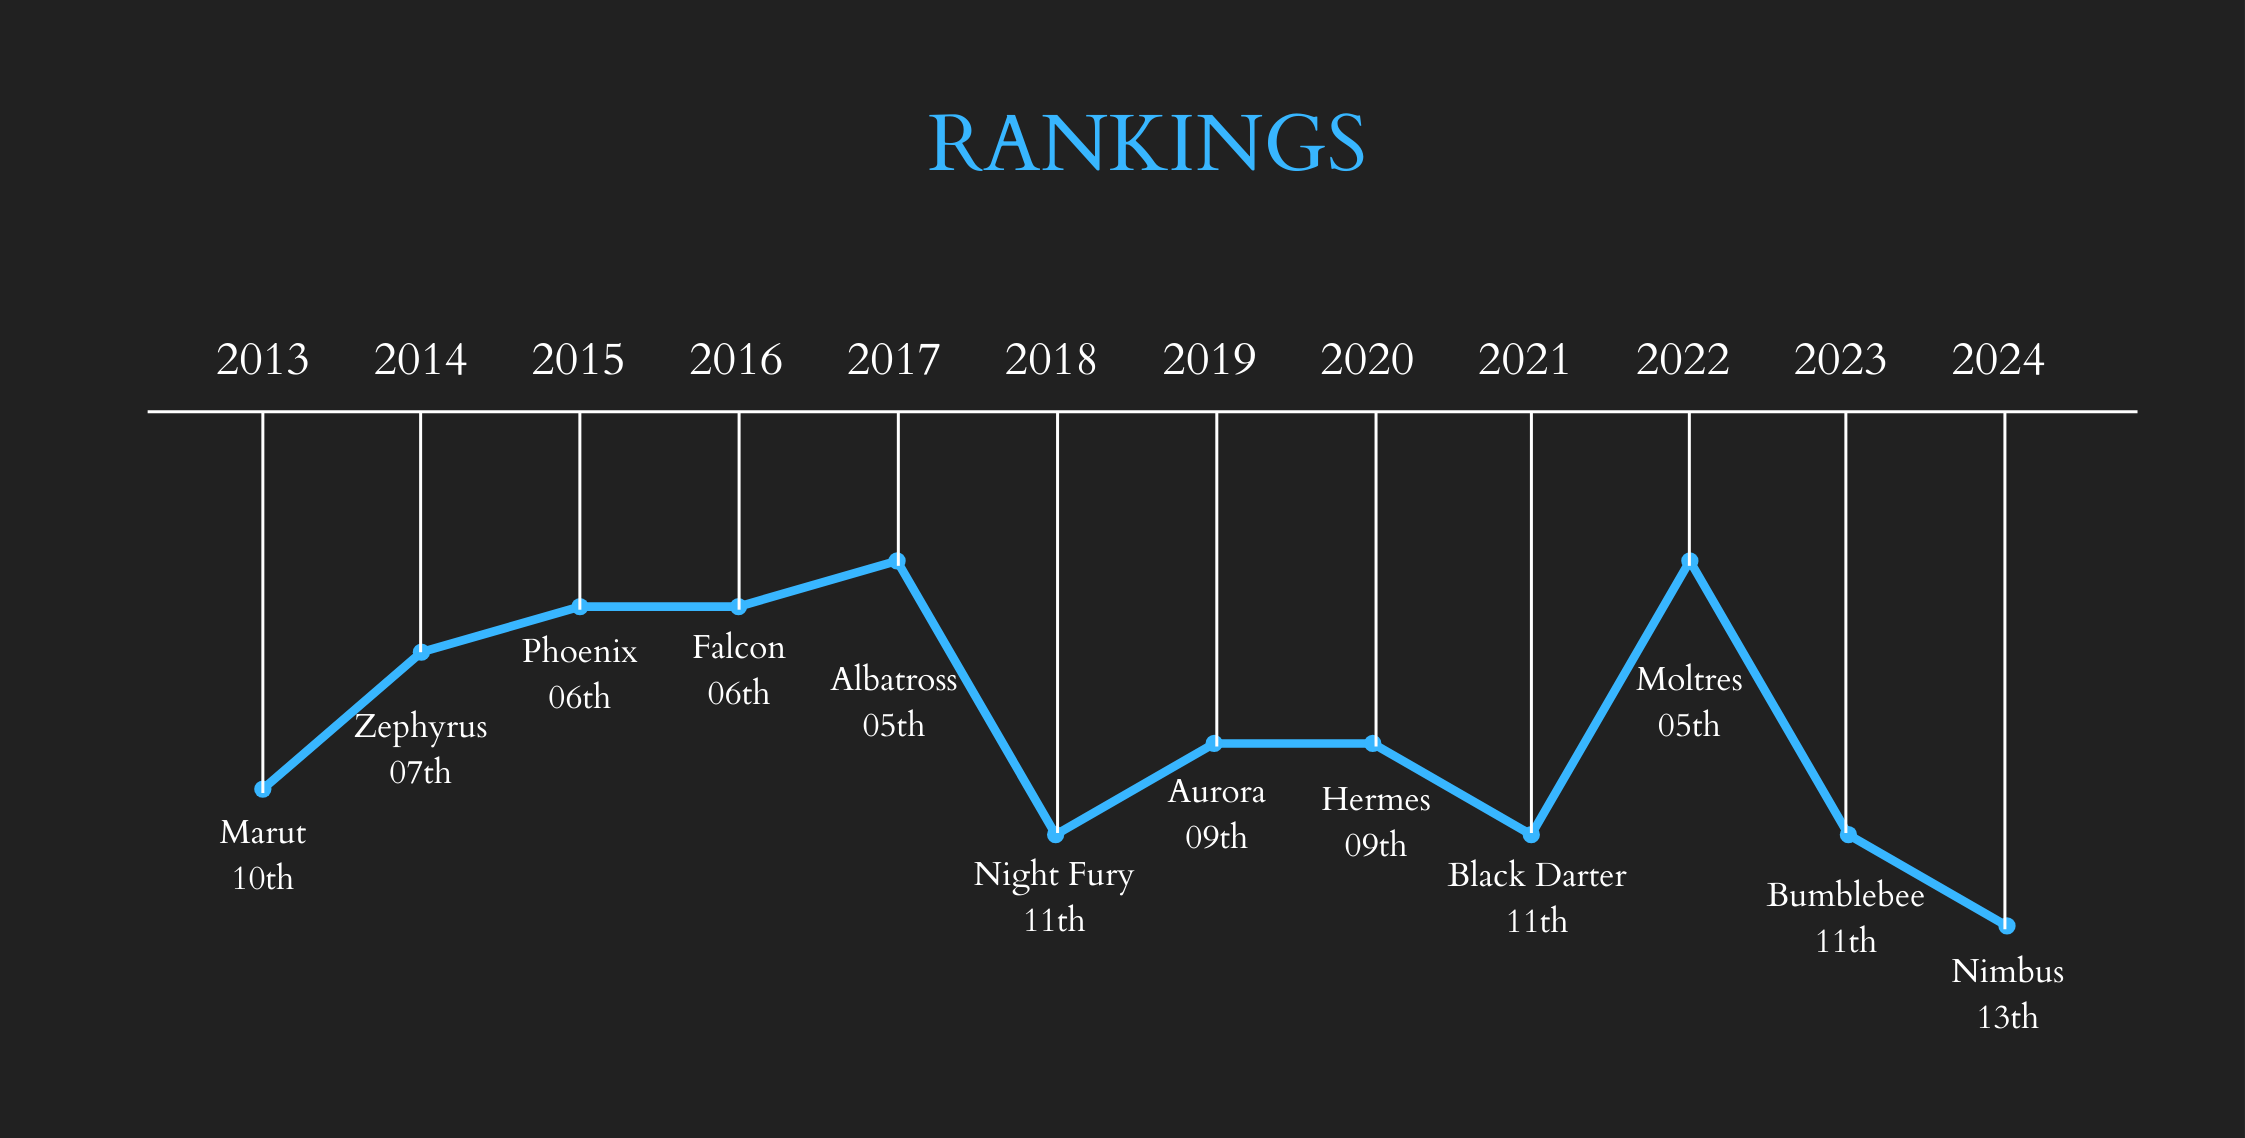 RANKINGS
2013 2014 2015 2016 2017 2018 2019 2020 2021 2022 2023 2024
Marut
10th
Zephyrus
07th
Phoenix
06th
Falcon
06th
Albatross
05th
Night Fury
11th
Aurora
09th
Hermes
09th
Black Darter
11th
Moltres
05th
Bumblebee
11th
Nimbus
13th